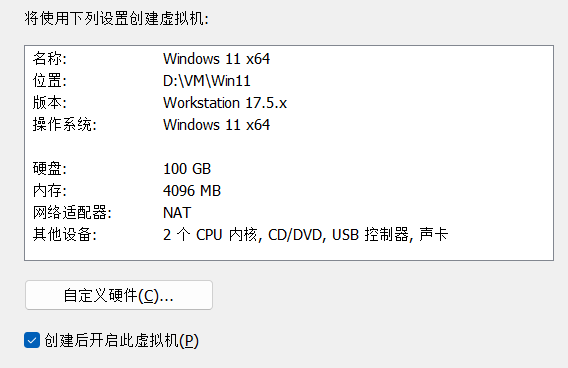 将使用下列设置创建虚拟机:
名称: Windows 11 x64
位置: D:\VM\Win11
版本: Workstation 17.5.x
操作系统: Windows 11 x64
硬盘: 100 GB
内存: 4096 MB
网络适配器: NAT
其他设备: 2 个 CPU 内核, CD/DVD, USB 控制器, 声卡
自定义硬件(C)...
创建后开启此虚拟机(P)